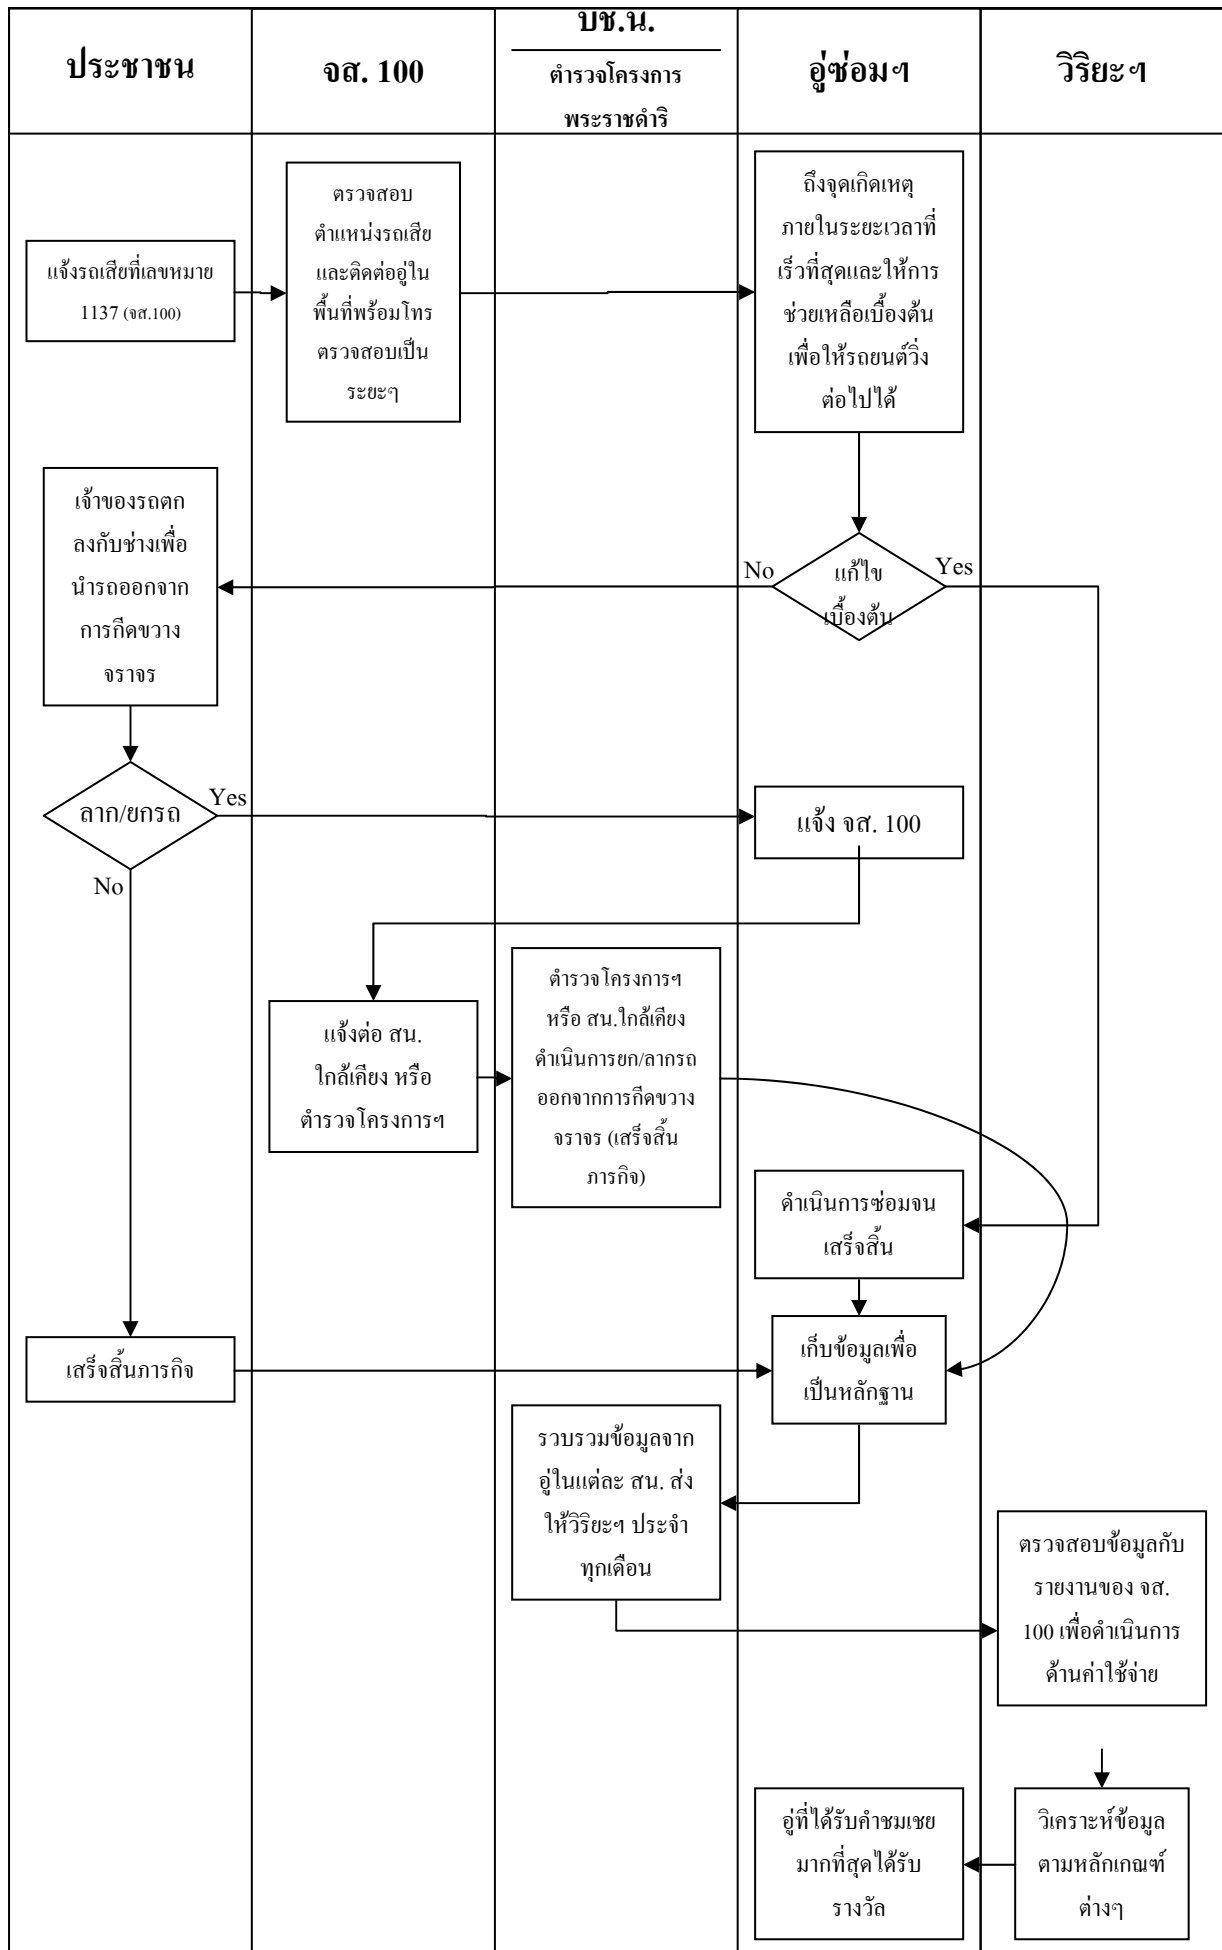 ประชาชน
จส. 100
บช.น.
ตำรวจโครงการ
พระราชดำริ
อู่ซ่อมฯ
วิริยะฯ
แจ้งรถเสียที่เลขหมาย
1137 (จส.100)
ตรวจสอบ
ตำแหน่งรถเสีย
และติดต่ออู่ใน
พื้นที่พร้อมโทร
ตรวจสอบเป็น
ระยะๆ
ถึงจุดเกิดเหตุ
ภายในระยะเวลาที่
เร็วที่สุดและให้การ
ช่วยเหลือเบื้องต้น
เพื่อให้รถยนต์วิ่ง
ต่อไปได้
เจ้าของรถตก
ลงกับช่างเพื่อ
นำรถออกจาก
การกีดขวาง
จราจร
No
แก้ไข
เบื้องต้น
Yes
ลาก/ยกรถ
Yes
No
แจ้ง จส. 100
แจ้งต่อ สน.
ใกล้เคียง หรือ
ตำรวจโครงการฯ
ตำรวจโครงการฯ
หรือ สน.ใกล้เคียง
ดำเนินการยก/ลากรถ
ออกจากการกีดขวาง
จราจร (เสร็จสิ้น
ภารกิจ)
ดำเนินการซ่อมจน
เสร็จสิ้น
เสร็จสิ้นภารกิจ
เก็บข้อมูลเพื่อ
เป็นหลักฐาน
รวบรวมข้อมูลจาก
อู่ในแต่ละ สน. ส่ง
ให้วิริยะฯ ประจำ
ทุกเดือน
ตรวจสอบข้อมูลกับ
รายงานของ จส.
100 เพื่อดำเนินการ
ด้านค่าใช้จ่าย
อู่ที่ได้รับคำชมเชย
มากที่สุดได้รับ
รางวัล
วิเคราะห์ข้อมูล
ตามหลักเกณฑ์
ต่างๆ